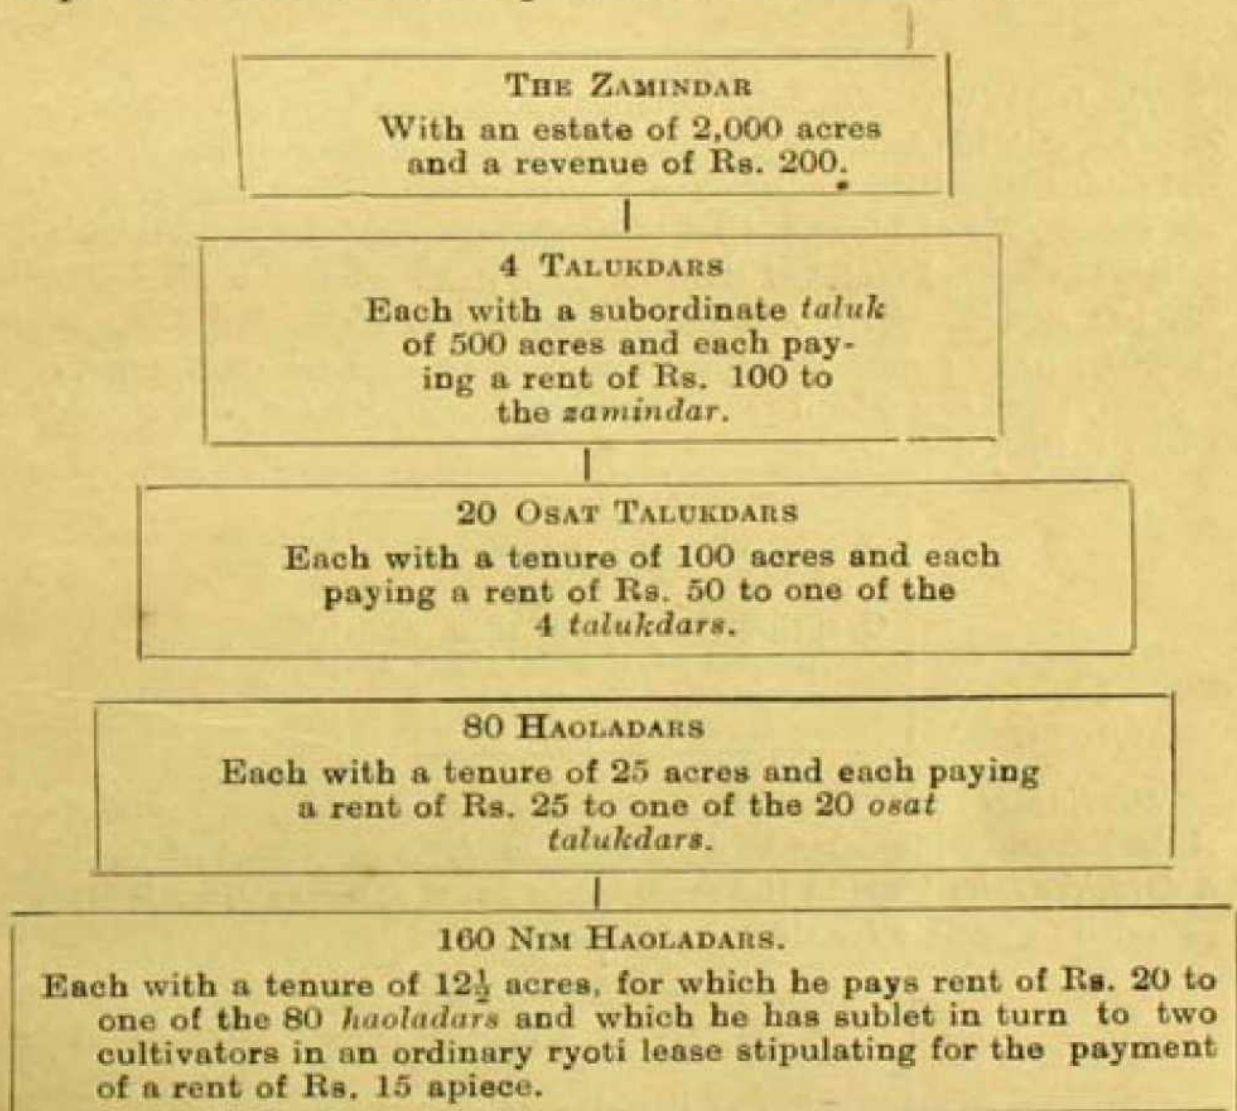 THE ZAMINDAR
With an estate of 2,000 acres
and a revenue of Rs. 200.
4 TALUKDARS
Each with a subordinate taluk
of 500 acres and each pay-
ing a rent of Rs. 100 to
the zamindar.
20 OSAT TALUKDARS
Each with a tenure of 100 acres and each
paying a rent of Rs. 50 to one of the
4 talukdars.
80 HAOLADARS
Each with a tenure of 25 acres and each paying
a rent of Rs. 25 to one of the 20 osat
talukdars.
160 NIM HAOLADARS.
Each with a tenure of 12½ acres, for which he pays rent of Rs. 20 to
one of the 80 haoladars and which he has sublet in turn to two
cultivators in an ordinary ryoti lease stipulating for the payment
of a rent of Rs. 15 apiece.